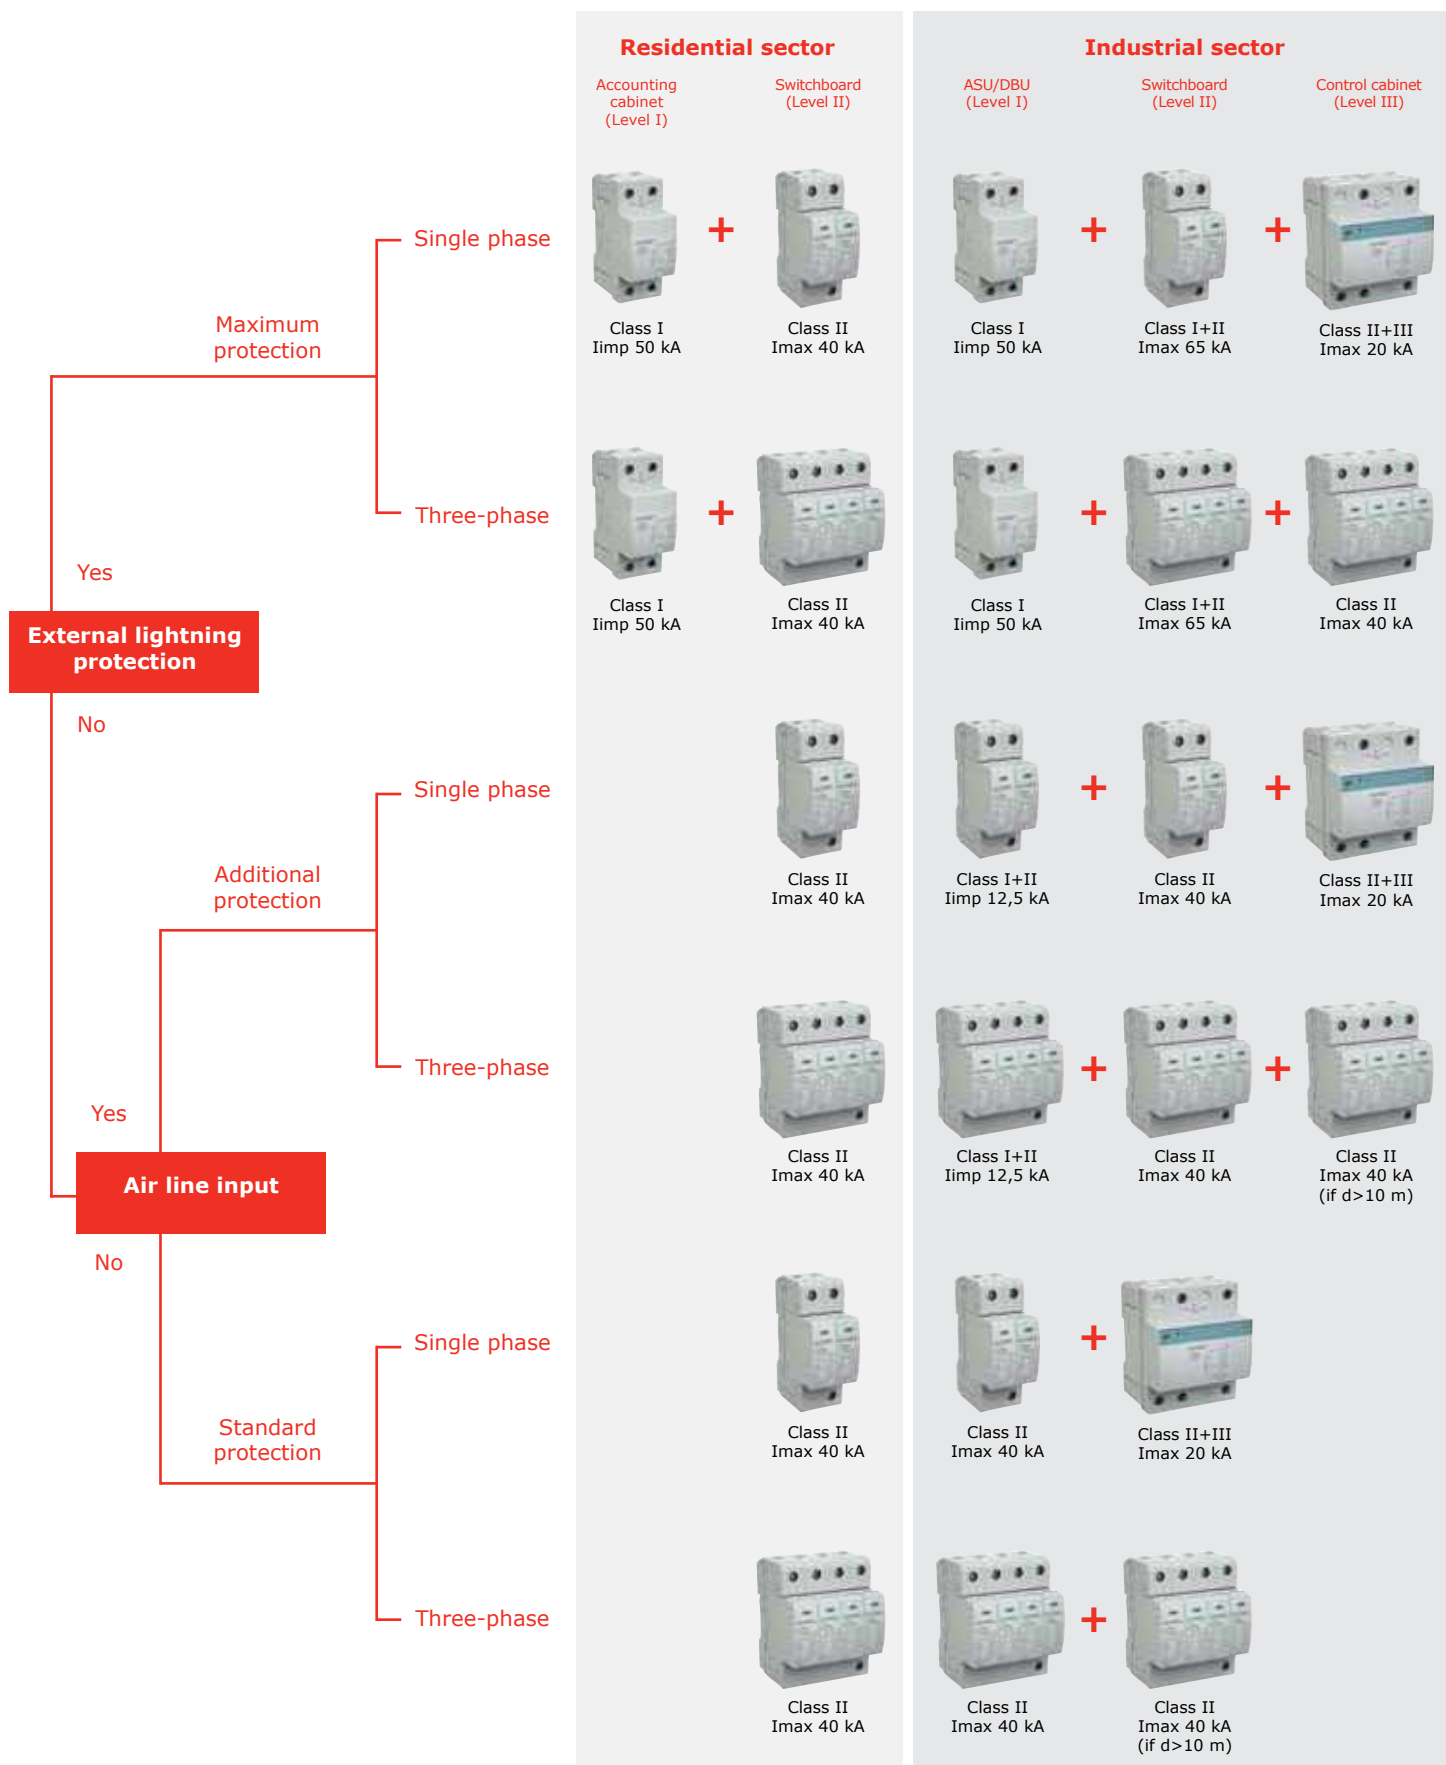 Residential sector
Industrial sector
Accounting
cabinet
(Level I)
Switchboard
(Level II)
ASU/DBU
(Level I)
Switchboard
(Level II)
Control cabinet
(Level III)
Single phase
Maximum
protection
Class I
Iimp 50 kA
Class II
Imax 40 kA
Class I
Iimp 50 kA
Class I+II
Imax 65 kA
Class II+III
Imax 20 kA
Three-phase
Class I
Iimp 50 kA
Class II
Imax 40 kA
Class I
Iimp 50 kA
Class I+II
Imax 65 kA
Class II
Imax 40 kA
Yes
External lightning
protection
No
Single phase
Additional
protection
Class II
Imax 40 kA
Class I+II
Iimp 12,5 kA
Class II
Imax 40 kA
Class II+III
Imax 20 kA
Three-phase
Class II
Imax 40 kA
Class I+II
Iimp 12,5 kA
Class II
Imax 40 kA
Class II
Imax 40 kA
(if d>10 m)
Yes
Air line input
No
Single phase
Standard
protection
Class II
Imax 40 kA
Class II
Imax 40 kA
Class II+III
Imax 20 kA
Three-phase
Class II
Imax 40 kA
Class II
Imax 40 kA
Class II
Imax 40 kA
(if d>10 m)